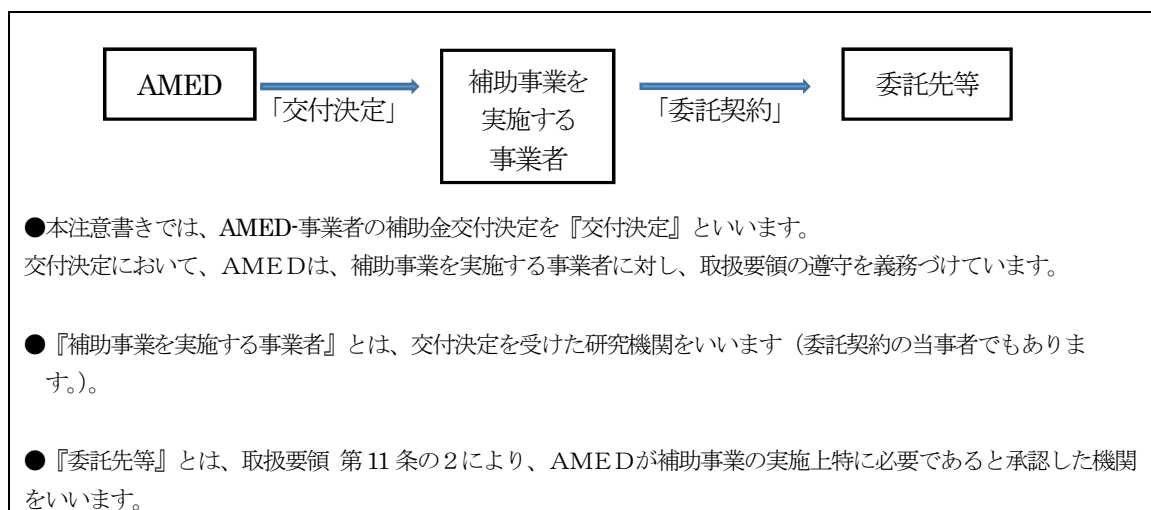 AMED
「交付決定」
補助事業を
実施する
事業者
「委託契約」
委託先等
●本注意書きでは、AMED-事業者の補助金交付決定を『交付決定』といいます。
交付決定において、ＡＭＥＤは、補助事業を実施する事業者に対し、取扱要領の遵守を義務づけています。
●『補助事業を実施する事業者』とは、交付決定を受けた研究機関をいいます（委託契約の当事者でもありま
す。）。
●『委託先等』とは、取扱要領 第 11 条の２により、ＡＭＥＤが補助事業の実施上特に必要であると承認した機関
をいいます。